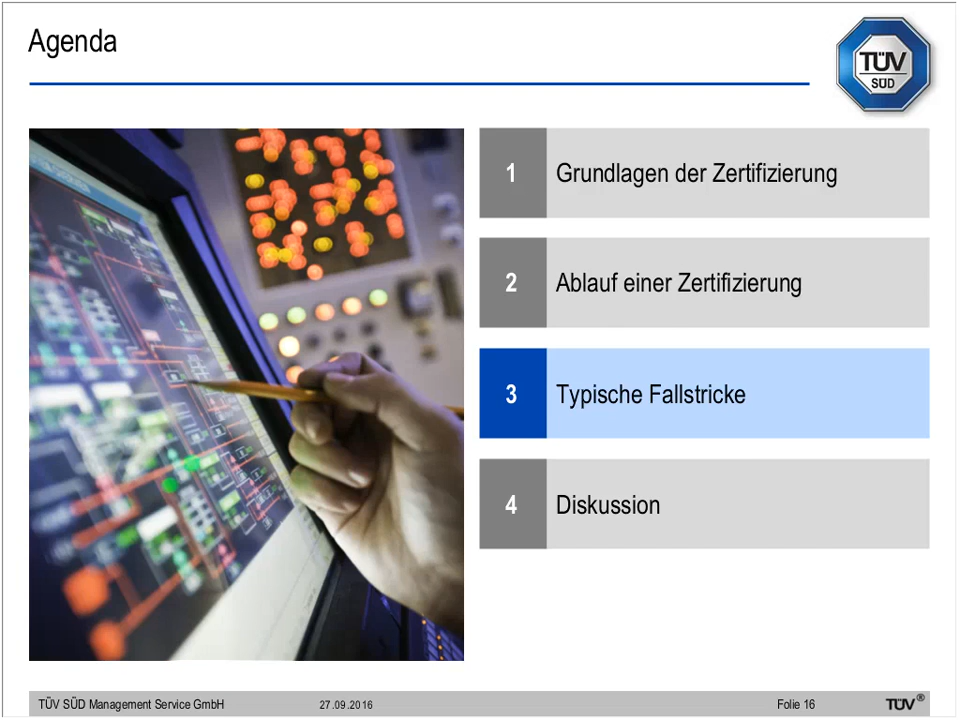 Agenda
TÜV
SÜD
1 Grundlagen der Zertifizierung
2 Ablauf einer Zertifizierung
3 Typische Fallstricke
4 Diskussion
TÜV SÜD Management Service GmbH 27.09.2016 Folie 16 TÜV®